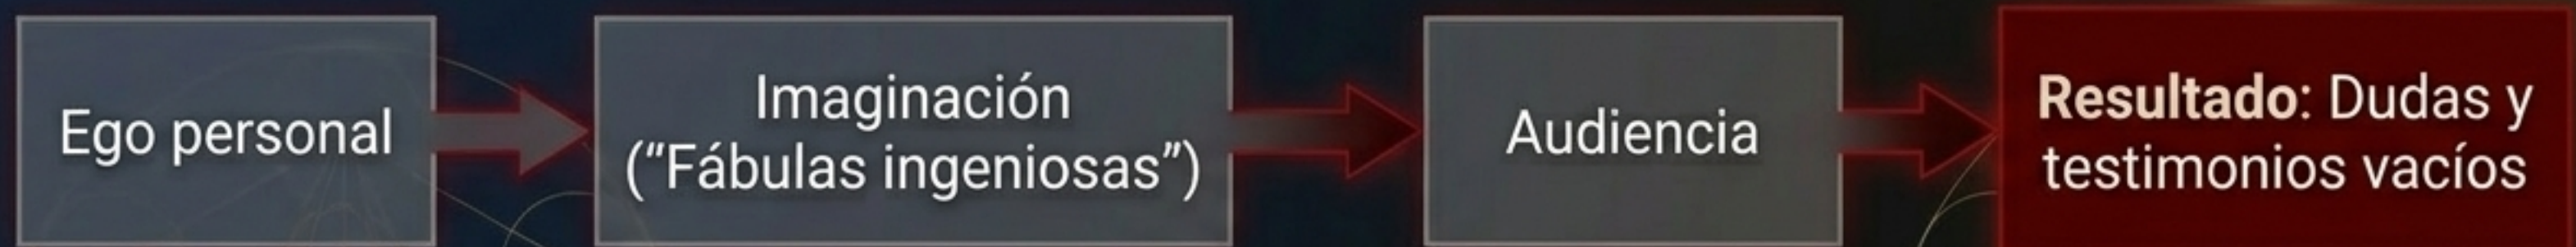 Ego personal
Imaginación
(“Fábulas ingeniosas”)
Audiencia
Resultado: Dudas y
testimonios vacíos